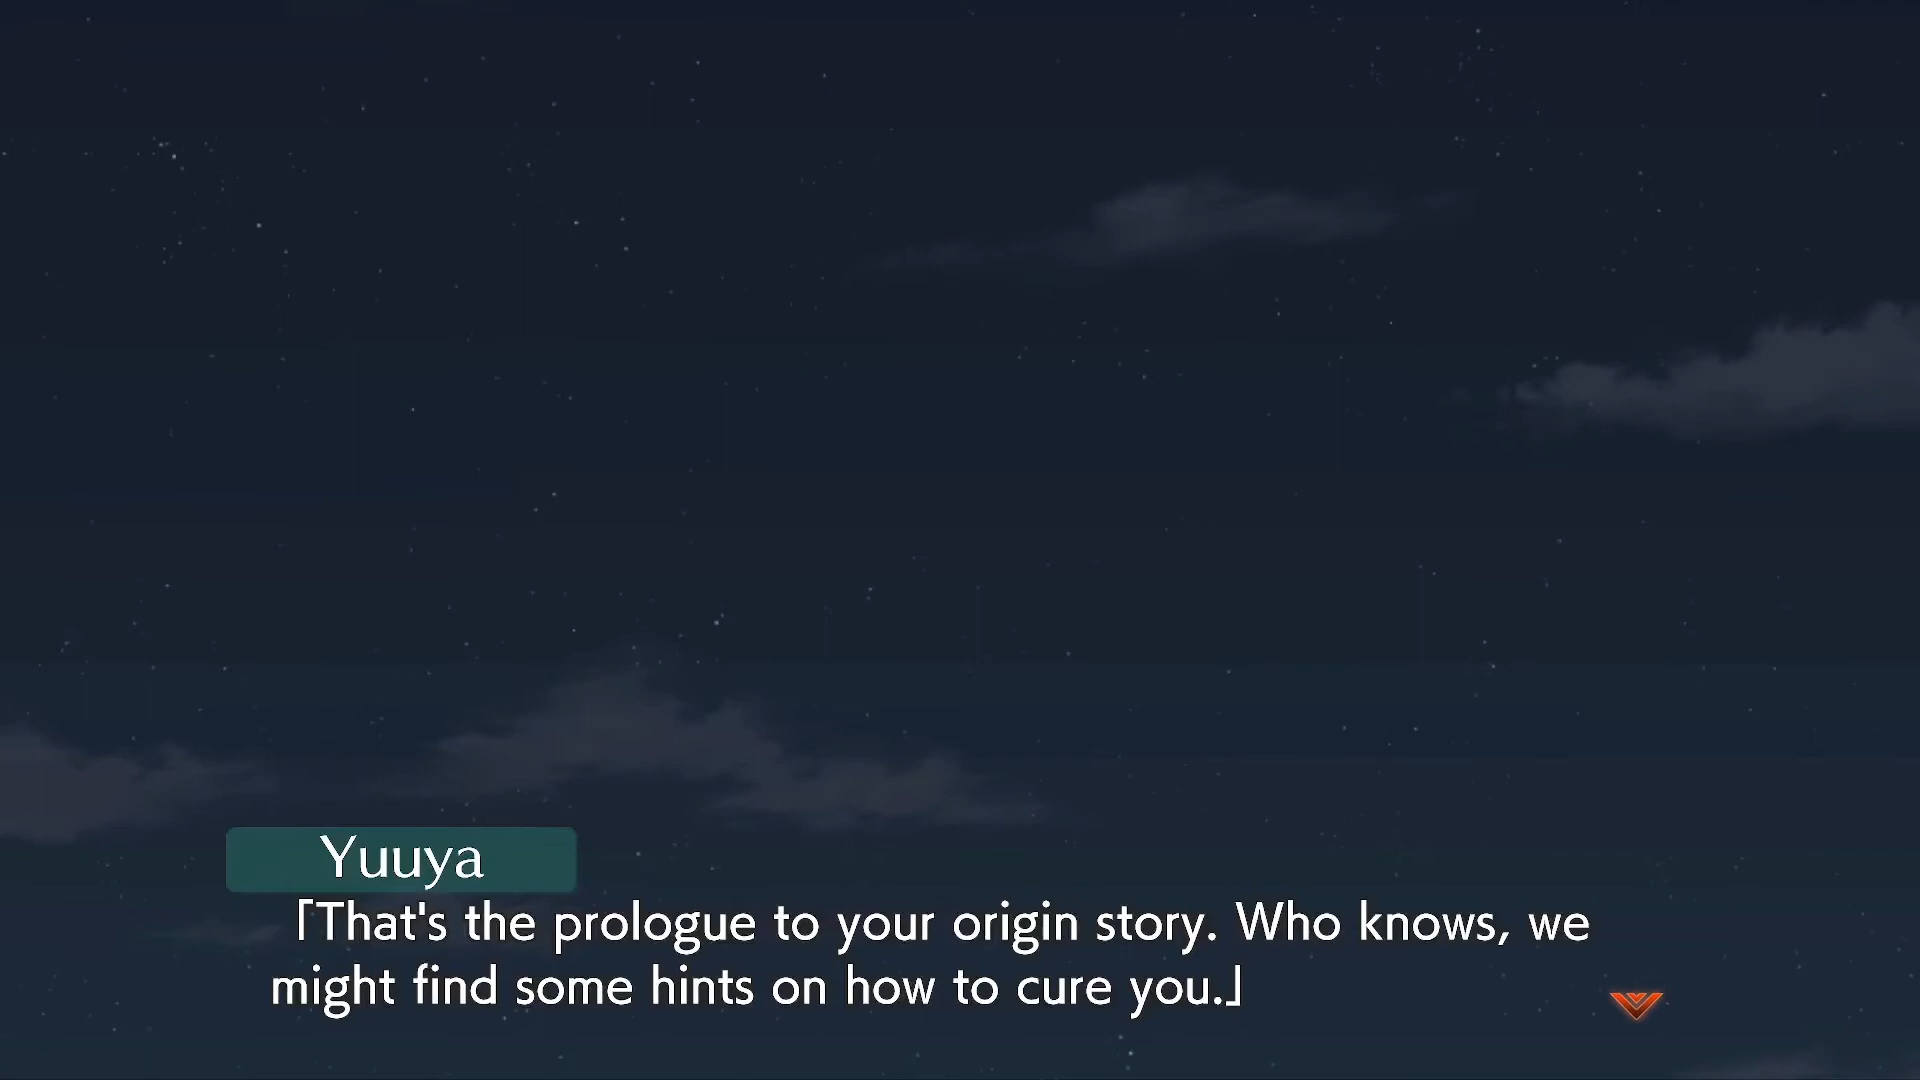 Yuuya
「That's the prologue to your origin story. Who knows, we
might find some hints on how to cure you.」